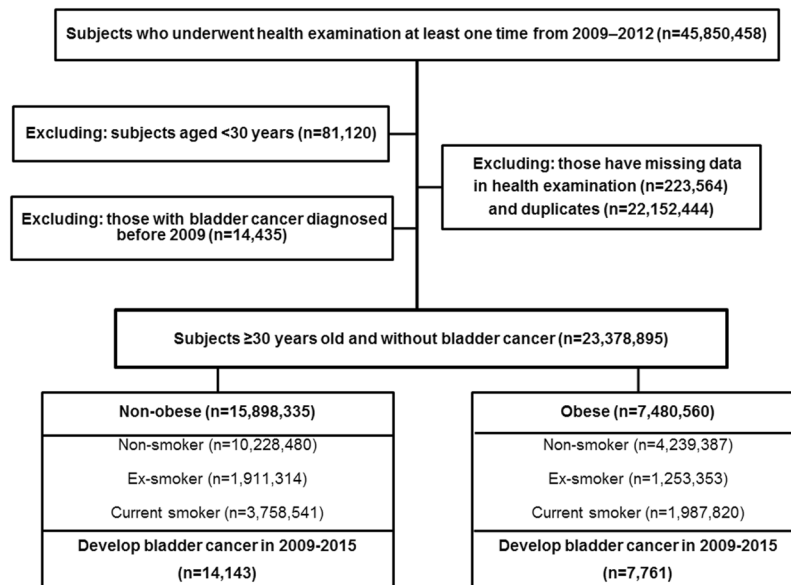 Subjects who underwent health examination at least one time from 2009–2012 (n=45,850,458)
Excluding: subjects aged <30 years (n=81,120)
Excluding: those have missing data
in health examination (n=223,564)
and duplicates (n=22,152,444)
Excluding: those with bladder cancer diagnosed
before 2009 (n=14,435)
Subjects ≥30 years old and without bladder cancer (n=23,378,895)
Non-obese (n=15,898,335)
Non-smoker (n=10,228,480)
Ex-smoker (n=1,911,314)
Current smoker (n=3,758,541)
Develop bladder cancer in 2009-2015
(n=14,143)
Obese (n=7,480,560)
Non-smoker (n=4,239,387)
Ex-smoker (n=1,253,353)
Current smoker (n=1,987,820)
Develop bladder cancer in 2009-2015
(n=7,761)